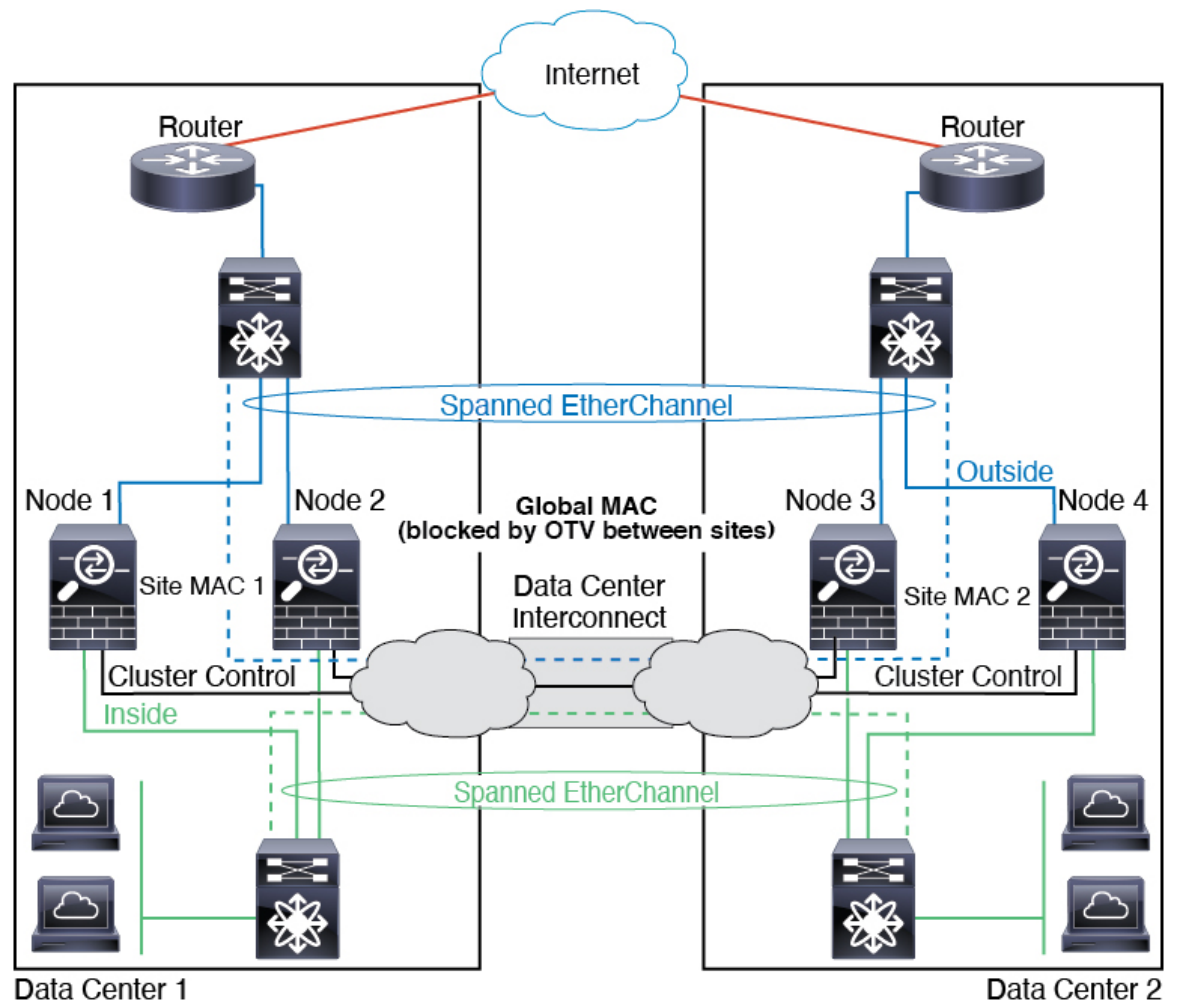 Internet
Router
Router
Spanned EtherChannel
Outside
Node 1
Node 2
Global MAC
(blocked by OTV between sites)
Node 3
Node 4
Site MAC 1
Data Center
Interconnect
Site MAC 2
Cluster Control
Cluster Control
Inside
Spanned EtherChannel
Data Center 1
Data Center 2